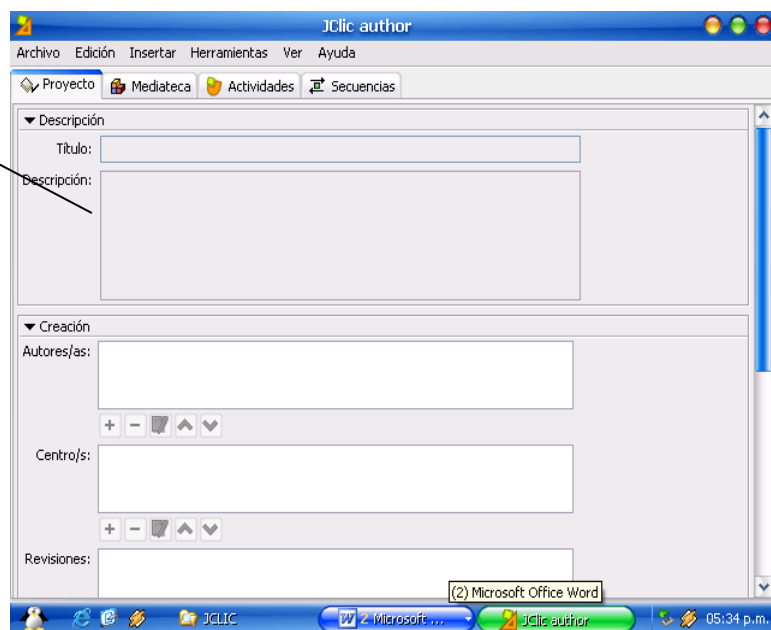 JClic author
Archivo Edición Insertar Herramientas Ver Ayuda
Proyecto Mediateca Actividades Secuencias
Descripción
Título:
Descripción:
Creación
Autores/as:
Centro/s:
Revisiones:
(2) Microsoft Office Word
JCLIC 2 Microsoft ... JClic author 05:34 p.m.